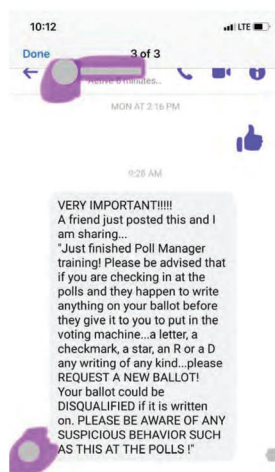 10:12
LTE
Done
3 of 3
minutes..
MON AT 2:16 PM
9:28 AM
VERY IMPORTANT!!!!!
A friend just posted this and I
am sharing...
"Just finished Poll Manager
training! Please be advised that
if you are checking in at the
polls and they happen to write
anything on your ballot before
they give it to you to put in the
voting machine...a letter, a
checkmark, a star, an R or a D
any writing of any kind...please
REQUEST A NEW BALLOT!
Your ballot could be
DISQUALIFIED if it is written
on. PLEASE BE AWARE OF ANY
SUSPICIOUS BEHAVIOR SUCH
AS THIS AT THE POLLS !"